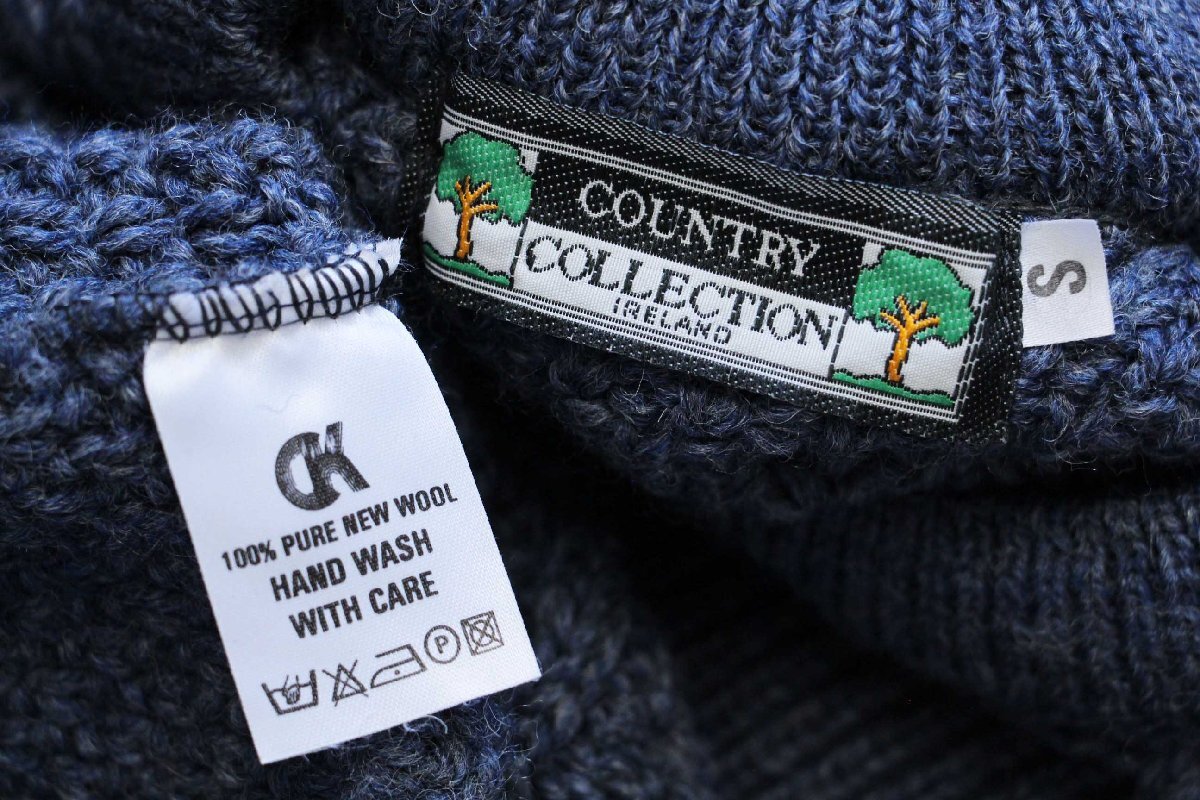 COUNTRY
COLLECTION
IRELAND
S
CK
100% PURE NEW WOOL
HAND WASH
WITH CARE
P